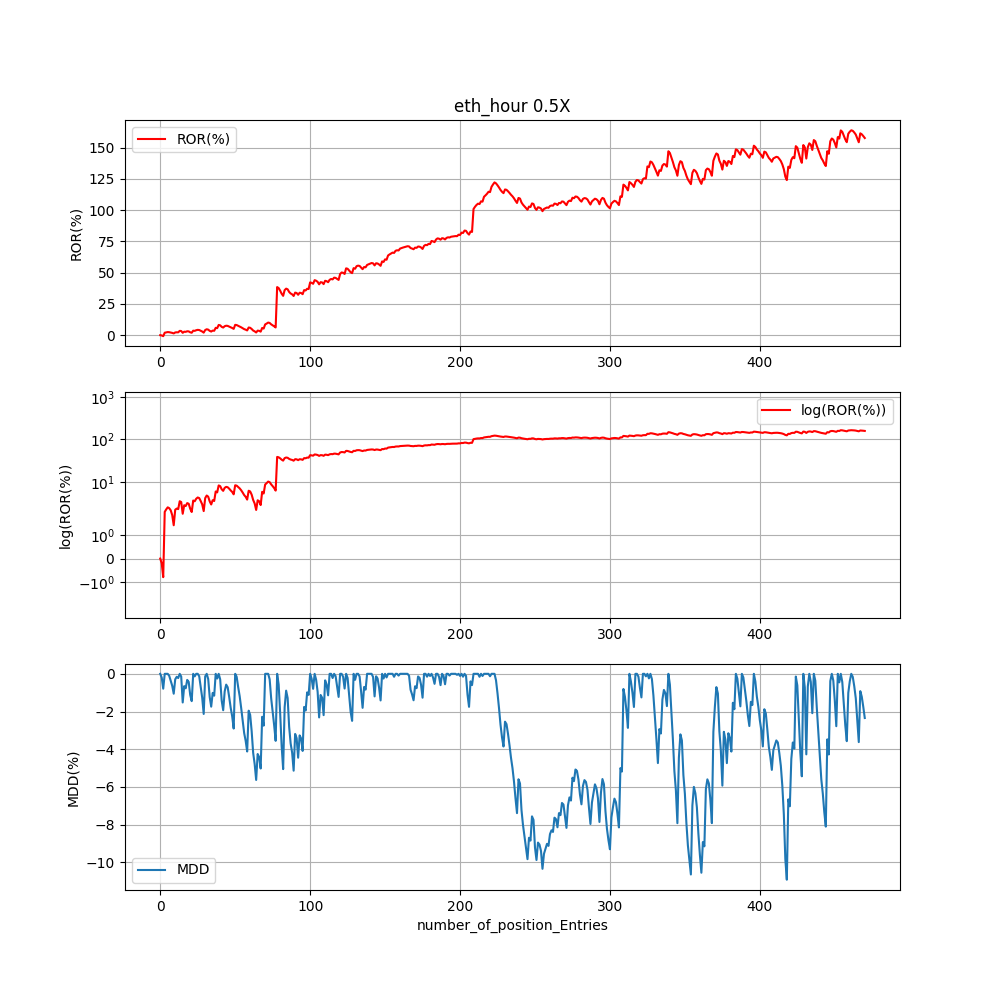 eth_hour 0.5X
ROR(%)
ROR(%)
150
125
100
75
50
25
0
0 100 200 300 400
log(ROR(%))
log(ROR(%))
10³
10²
10¹
10⁰
0
−10⁰
0 100 200 300 400
MDD(%)
0
−2
−4
−6
−8
−10
MDD
0 100 200 300 400
number_of_position_Entries